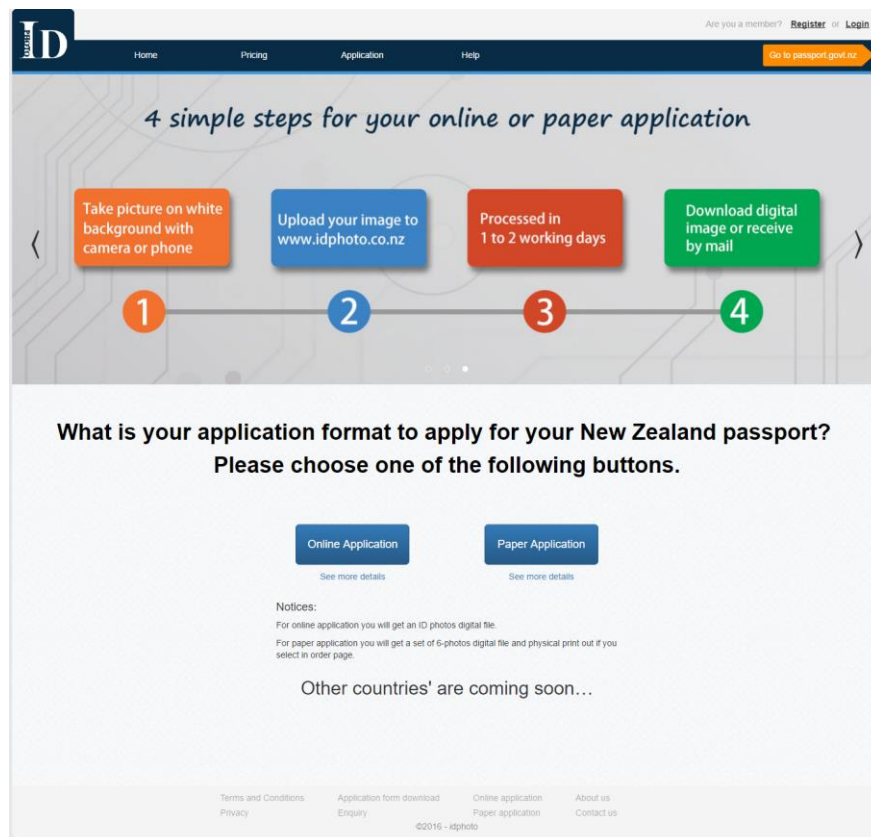 Are you a member? Register or Login
PHOTO
ID
Home Pricing Application Help
Go to passport.govt.nz
4 simple steps for your online or paper application
Take picture on white
background with
camera or phone
Upload your image to
www.idphoto.co.nz
Processed in
1 to 2 working days
Download digital
image or receive
by mail
1 2 3 4
What is your application format to apply for your New Zealand passport?
Please choose one of the following buttons.
Online Application Paper Application
See more details See more details
Notices:
For online application you will get an ID photos digital file.
For paper application you will get a set of 6-photos digital file and physical print out if you
select in order page.
Other countries' are coming soon…
Terms and Conditions Application form download Online application About us
Privacy Enquiry Paper application Contact us
©2016 - idphoto